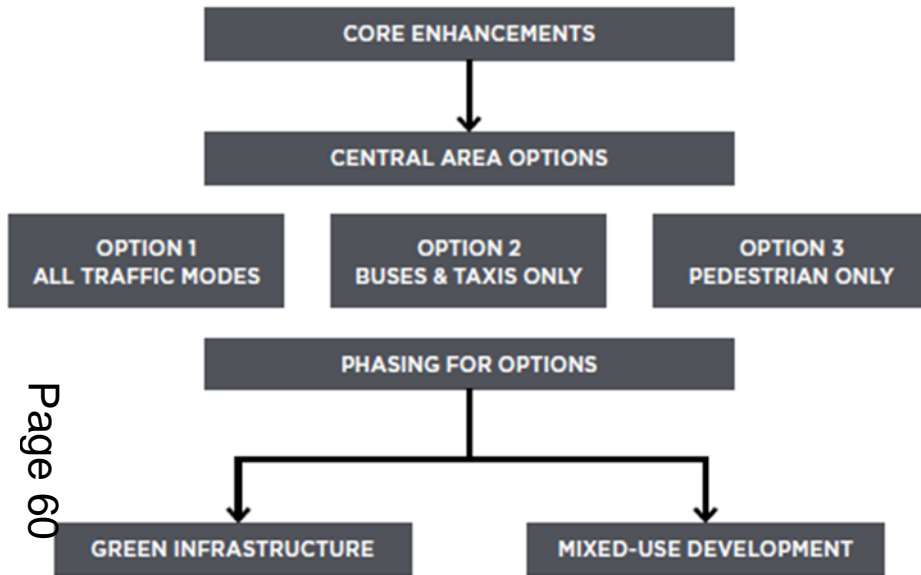 CORE ENHANCEMENTS
CENTRAL AREA OPTIONS
OPTION 1
ALL TRAFFIC MODES
OPTION 2
BUSES & TAXIS ONLY
OPTION 3
PEDESTRIAN ONLY
PHASING FOR OPTIONS
GREEN INFRASTRUCTURE
MIXED-USE DEVELOPMENT
Page 60